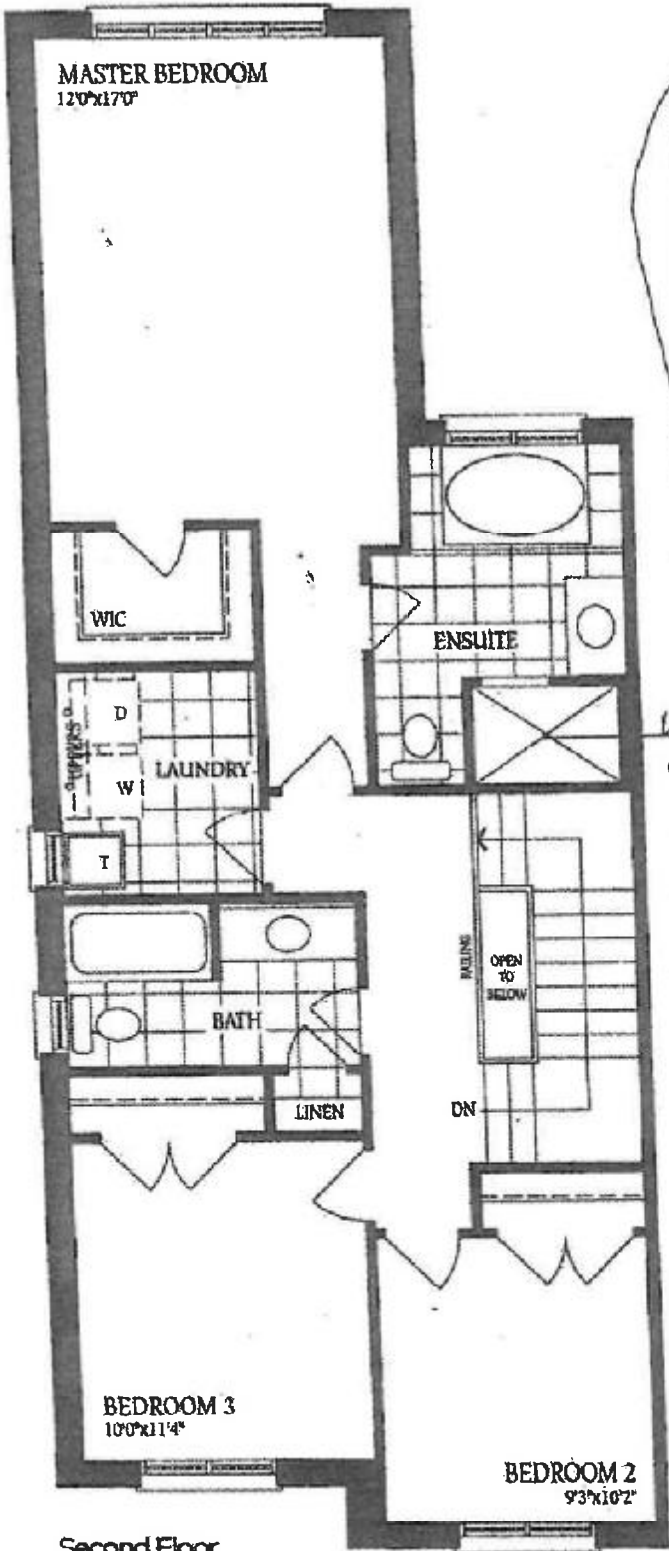 MASTER BEDROOM
12'0"x17'0"
WIC
ENSUITE
D
UPPERS
W
LAUNDRY
T
RAILING
OPEN
TO
BELOW
BATH
LINEN
DN
BEDROOM 3
10'0"x11'4"
BEDROOM 2
9'3"x10'2"
Second Floor